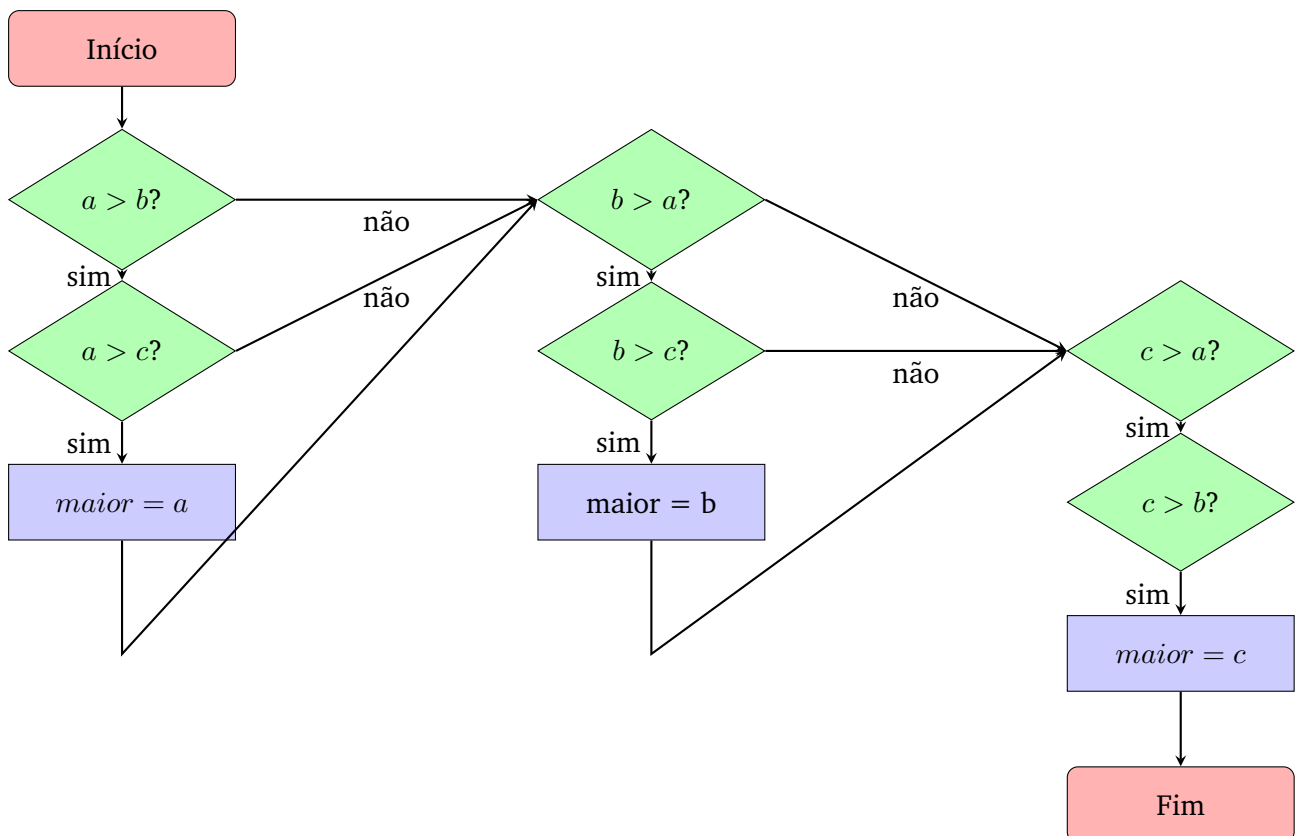 Início
a > b?
não
sim
a > c?
não
sim
maior = a
b > a?
não
sim
b > c?
não
sim
maior = b
c > a?
sim
c > b?
sim
maior = c
Fim